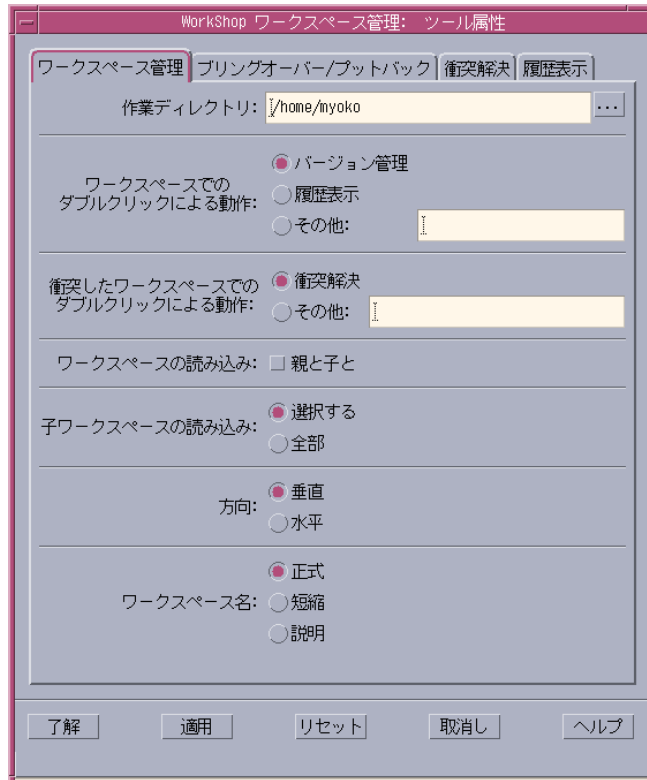 WorkShop ワークスペース管理: ツール属性
ワークスペース管理 ブリングオーバー/プットバック 衝突解決 履歴表示
作業ディレクトリ: /home/myoko ...
ワークスペースでの
ダブルクリックによる動作:
バージョン管理
履歴表示
その他:
衝突したワークスペースでの
ダブルクリックによる動作:
衝突解決
その他:
ワークスペースの読み込み: 親と子と
子ワークスペースの読み込み:
選択する
全部
方向:
垂直
水平
ワークスペース名:
正式
短縮
説明
了解 適用 リセット 取消し ヘルプ